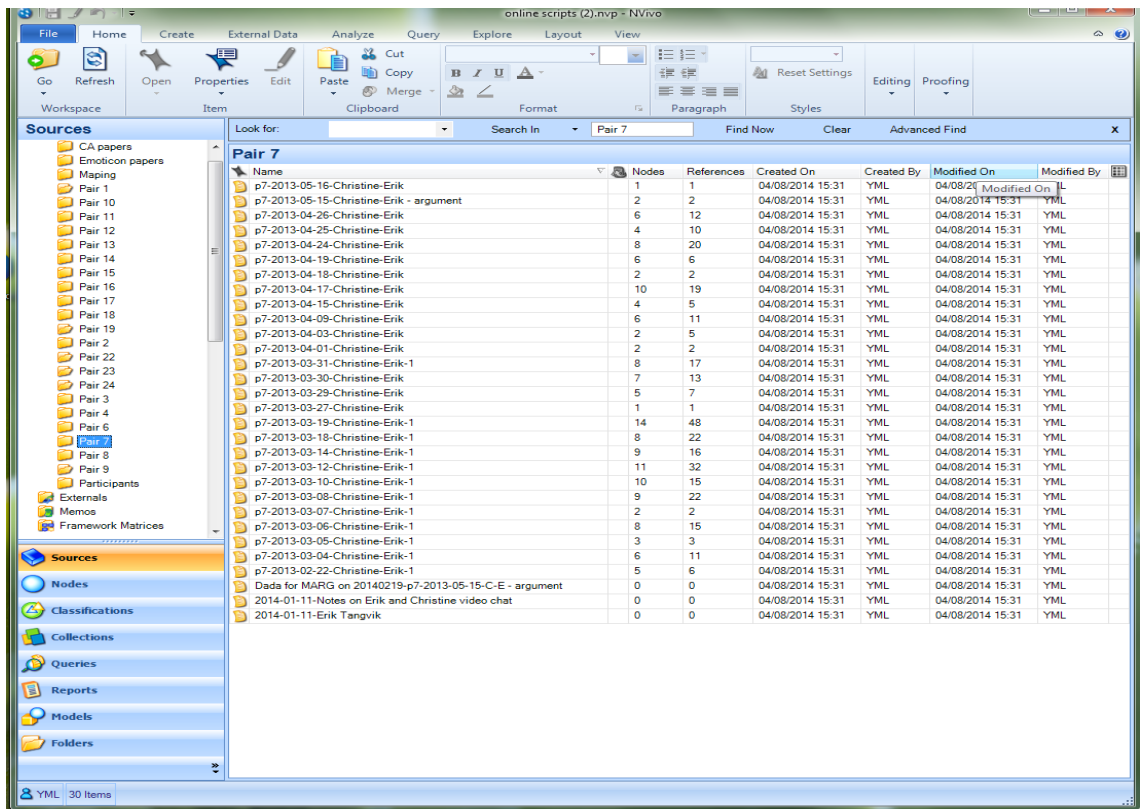 online scripts (2).nvp - NVivo
File Home Create External Data Analyze Query Explore Layout View
Go Refresh Open Properties Edit Paste Cut Copy Merge B I U A Reset Settings Editing Proofing
Workspace Item Clipboard Format Paragraph Styles
Sources
Look for: Search In Pair 7 Find Now Clear Advanced Find x
CA papers
Emoticon papers
Maping
Pair 1
Pair 10
Pair 11
Pair 12
Pair 13
Pair 14
Pair 15
Pair 16
Pair 17
Pair 18
Pair 19
Pair 2
Pair 22
Pair 23
Pair 24
Pair 3
Pair 4
Pair 6
Pair 7
Pair 8
Pair 9
Participants
Externals
Memos
Framework Matrices
Sources
Nodes
Classifications
Collections
Queries
Reports
Models
Folders
Pair 7
Name Nodes References Created On Created By Modified On Modified By
Modified On
p7-2013-05-16-Christine-Erik 1 1 04/08/2014 15:31 YML 04/08/20
p7-2013-05-15-Christine-Erik - argument 2 2 04/08/2014 15:31 YML 04/08/2014 15:31 YML
p7-2013-04-26-Christine-Erik 6 12 04/08/2014 15:31 YML 04/08/2014 15:31 YML
p7-2013-04-25-Christine-Erik 4 10 04/08/2014 15:31 YML 04/08/2014 15:31 YML
p7-2013-04-24-Christine-Erik 8 20 04/08/2014 15:31 YML 04/08/2014 15:31 YML
p7-2013-04-19-Christine-Erik 6 6 04/08/2014 15:31 YML 04/08/2014 15:31 YML
p7-2013-04-18-Christine-Erik 2 2 04/08/2014 15:31 YML 04/08/2014 15:31 YML
p7-2013-04-17-Christine-Erik 10 19 04/08/2014 15:31 YML 04/08/2014 15:31 YML
p7-2013-04-15-Christine-Erik 4 5 04/08/2014 15:31 YML 04/08/2014 15:31 YML
p7-2013-04-09-Christine-Erik 6 11 04/08/2014 15:31 YML 04/08/2014 15:31 YML
p7-2013-04-03-Christine-Erik 2 5 04/08/2014 15:31 YML 04/08/2014 15:31 YML
p7-2013-04-01-Christine-Erik 2 2 04/08/2014 15:31 YML 04/08/2014 15:31 YML
p7-2013-03-31-Christine-Erik-1 8 17 04/08/2014 15:31 YML 04/08/2014 15:31 YML
p7-2013-03-30-Christine-Erik 7 13 04/08/2014 15:31 YML 04/08/2014 15:31 YML
p7-2013-03-29-Christine-Erik 5 7 04/08/2014 15:31 YML 04/08/2014 15:31 YML
p7-2013-03-27-Christine-Erik 1 1 04/08/2014 15:31 YML 04/08/2014 15:31 YML
p7-2013-03-19-Christine-Erik-1 14 48 04/08/2014 15:31 YML 04/08/2014 15:31 YML
p7-2013-03-18-Christine-Erik-1 8 22 04/08/2014 15:31 YML 04/08/2014 15:31 YML
p7-2013-03-14-Christine-Erik-1 9 16 04/08/2014 15:31 YML 04/08/2014 15:31 YML
p7-2013-03-12-Christine-Erik-1 11 32 04/08/2014 15:31 YML 04/08/2014 15:31 YML
p7-2013-03-10-Christine-Erik-1 10 15 04/08/2014 15:31 YML 04/08/2014 15:31 YML
p7-2013-03-08-Christine-Erik-1 9 22 04/08/2014 15:31 YML 04/08/2014 15:31 YML
p7-2013-03-07-Christine-Erik-1 2 2 04/08/2014 15:31 YML 04/08/2014 15:31 YML
p7-2013-03-06-Christine-Erik-1 8 15 04/08/2014 15:31 YML 04/08/2014 15:31 YML
p7-2013-03-05-Christine-Erik-1 3 3 04/08/2014 15:31 YML 04/08/2014 15:31 YML
p7-2013-03-04-Christine-Erik-1 6 11 04/08/2014 15:31 YML 04/08/2014 15:31 YML
p7-2013-02-22-Christine-Erik-1 5 6 04/08/2014 15:31 YML 04/08/2014 15:31 YML
Dada for MARG on 20140219-p7-2013-05-15-C-E - argument 0 0 04/08/2014 15:31 YML 04/08/2014 15:31 YML
2014-01-11-Notes on Erik and Christine video chat 0 0 04/08/2014 15:31 YML 04/08/2014 15:31 YML
2014-01-11-Erik Tangvik 0 0 04/08/2014 15:31 YML 04/08/2014 15:31 YML
YML 30 Items